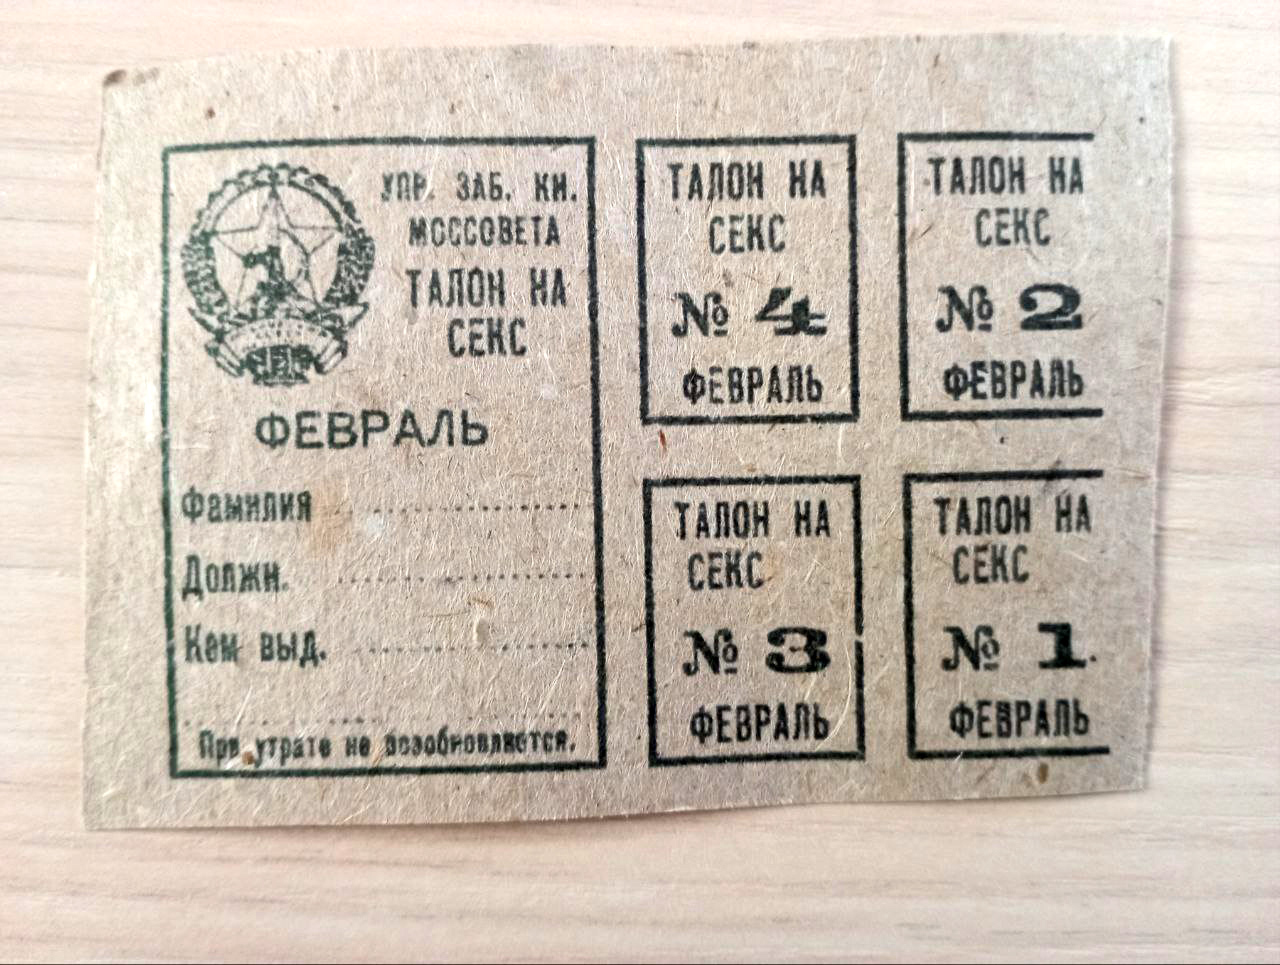 УПР. ЗАБ. КИ.
МОССОВЕТА
ТАЛОН НА
СЕКС
ФЕВРАЛЬ
Фамилия
Должн.
Кем выд.
При утрате не возобновляется.
ТАЛОН НА
СЕКС
№ 4
ФЕВРАЛЬ
ТАЛОН НА
СЕКС
№ 2
ФЕВРАЛЬ
ТАЛОН НА
СЕКС
№ 3
ФЕВРАЛЬ
ТАЛОН НА
СЕКС
№ 1
ФЕВРАЛЬ